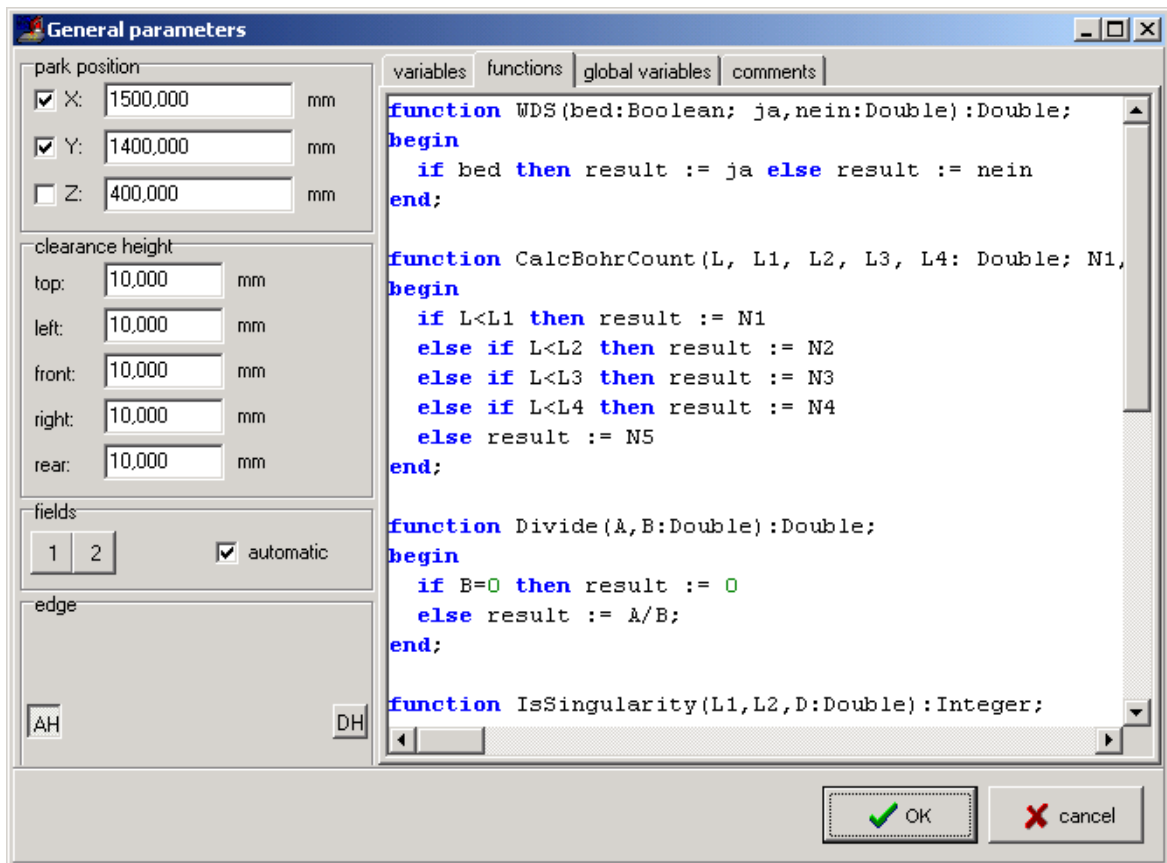 General parameters
park position
X: 1500,000 mm
Y: 1400,000 mm
Z: 400,000 mm
clearance height
top: 10,000 mm
left: 10,000 mm
front: 10,000 mm
right: 10,000 mm
rear: 10,000 mm
fields
1 2 automatic
edge
AH DH
variables functions global variables comments
function WDS(bed:Boolean; ja,nein:Double):Double;
begin
  if bed then result := ja else result := nein
end;
function CalcBohrCount(L, L1, L2, L3, L4: Double; N1,
begin
  if L<L1 then result := N1
  else if L<L2 then result := N2
  else if L<L3 then result := N3
  else if L<L4 then result := N4
  else result := N5
end;
function Divide(A,B:Double):Double;
begin
  if B=0 then result := 0
  else result := A/B;
end;
function IsSingularity(L1,L2,D:Double):Integer;
OK cancel